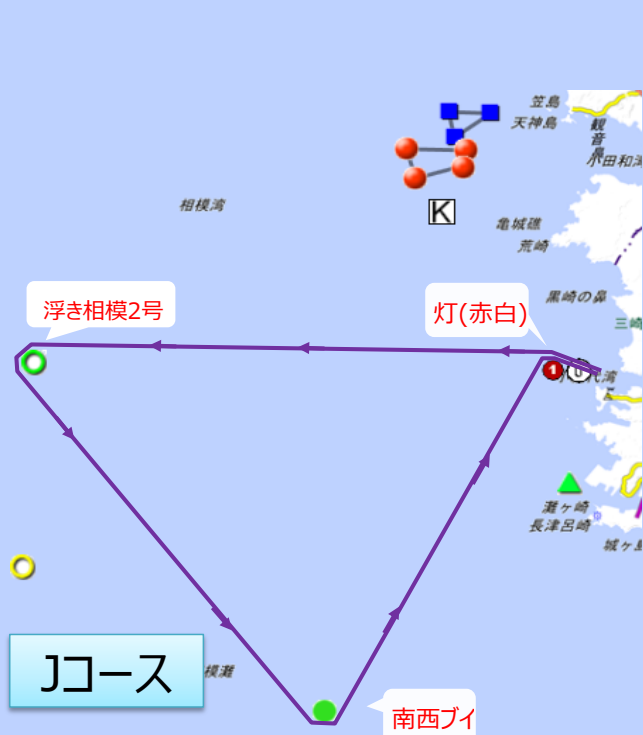 笠島
天神島
観音鼻
小田和湾
相模湾
K
亀城礁
荒崎
浮き相模2号
灯(赤白)
黒崎の鼻
三崎
1
灘ヶ崎
長津呂崎
城ヶ島
Jコース
模灘
南西ブイ